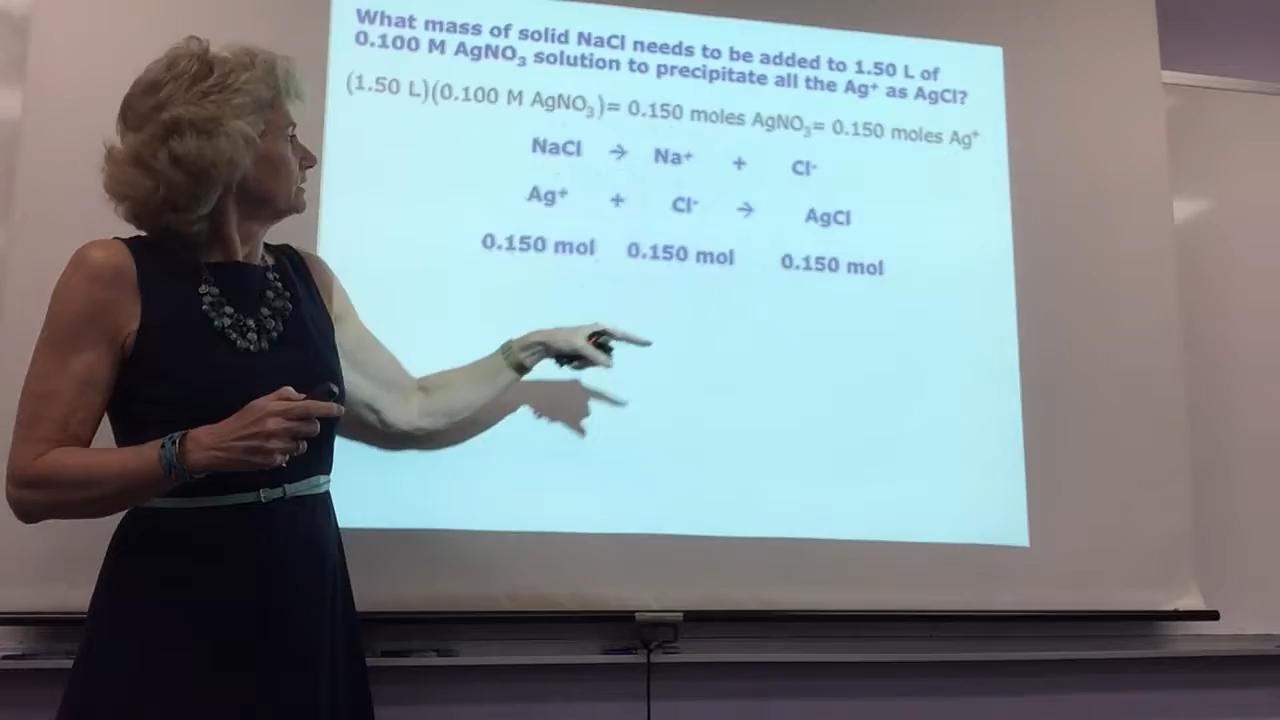 What mass of solid NaCl needs to be added to 1.50 L of
0.100 M AgNO₃ solution to precipitate all the Ag⁺ as AgCl?
(1.50 L)(0.100 M AgNO₃)= 0.150 moles AgNO₃= 0.150 moles Ag⁺
NaCl → Na⁺ + Cl⁻
Ag⁺ + Cl⁻ → AgCl
0.150 mol 0.150 mol 0.150 mol